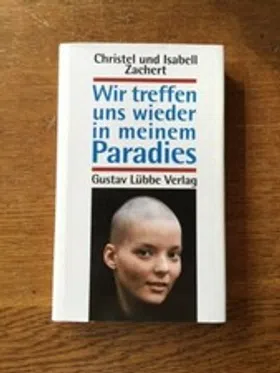 Christel und Isabell
Zachert
Wir treffen
uns wieder
in meinem
Paradies
Gustav Lübbe Verlag